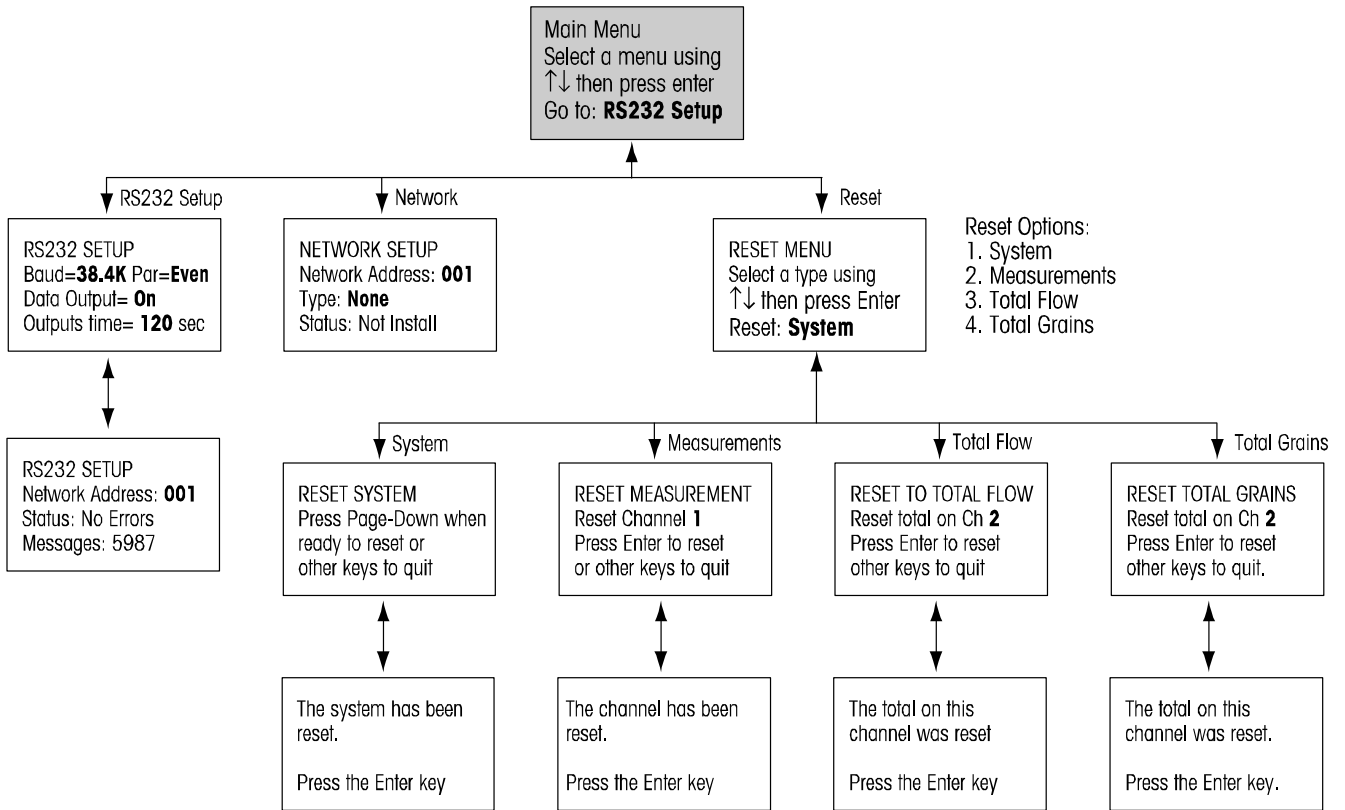 Main Menu
Select a menu using
↑↓ then press enter
Go to: RS232 Setup
RS232 Setup
Network
Reset
RS232 SETUP
Baud=38.4K Par=Even
Data Output= On
Outputs time= 120 sec
NETWORK SETUP
Network Address: 001
Type: None
Status: Not Install
RESET MENU
Select a type using
↑↓ then press Enter
Reset: System
Reset Options:
1. System
2. Measurements
3. Total Flow
4. Total Grains
RS232 SETUP
Network Address: 001
Status: No Errors
Messages: 5987
System
Measurements
Total Flow
Total Grains
RESET SYSTEM
Press Page-Down when
ready to reset or
other keys to quit
RESET MEASUREMENT
Reset Channel 1
Press Enter to reset
or other keys to quit
RESET TO TOTAL FLOW
Reset total on Ch 2
Press Enter to reset
other keys to quit
RESET TOTAL GRAINS
Reset total on Ch 2
Press Enter to reset
other keys to quit.
The system has been
reset.
Press the Enter key
The channel has been
reset.
Press the Enter key
The total on this
channel was reset
Press the Enter key
The total on this
channel was reset.
Press the Enter key.